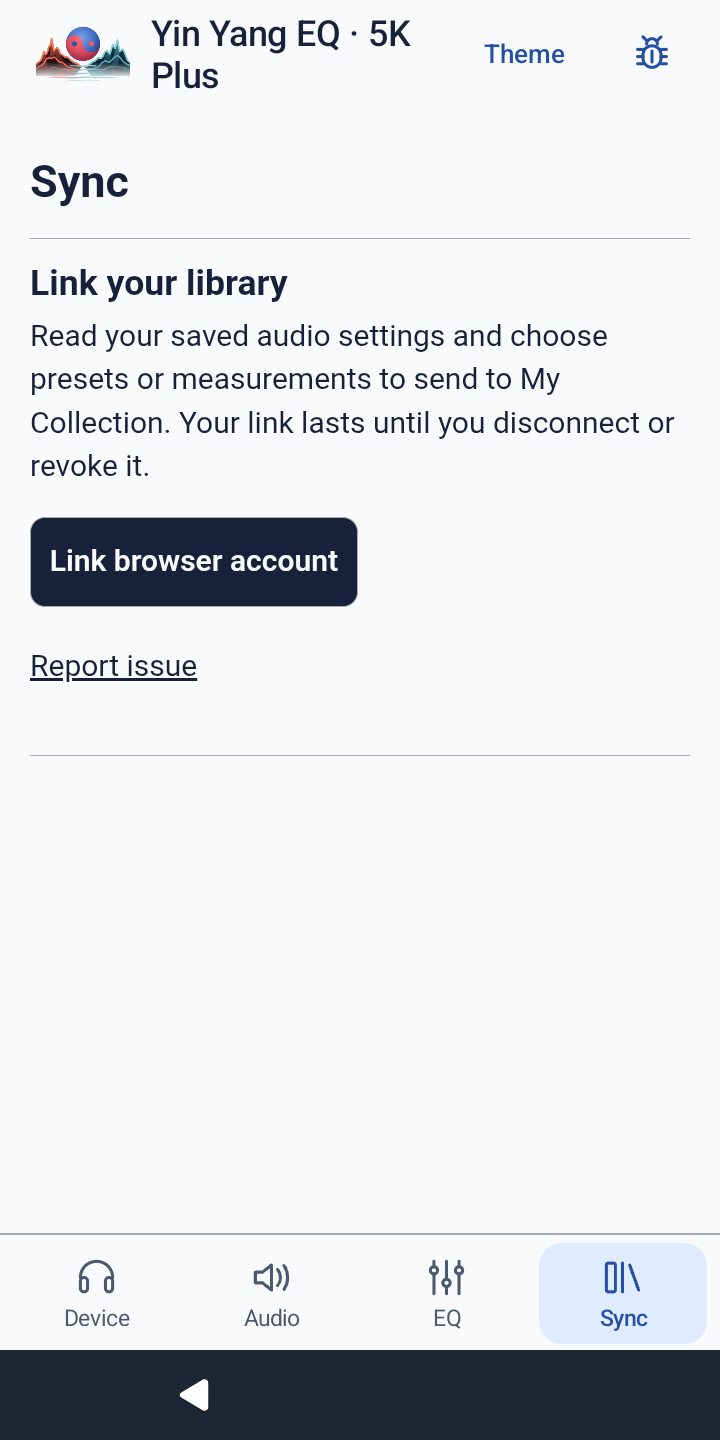 Yin Yang EQ · 5K
Plus
Theme
Sync
Link your library
Read your saved audio settings and choose
presets or measurements to send to My
Collection. Your link lasts until you disconnect or
revoke it.
Link browser account
Report issue
Device
Audio
EQ
Sync